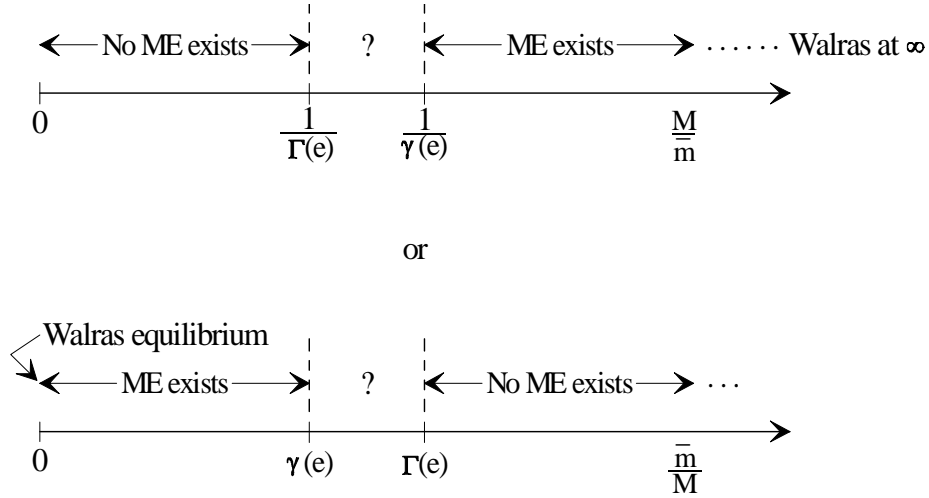 No ME exists ? ME exists ...... Walras at ∞
0 1/Γ(e) 1/γ(e) M/m̅
or
Walras equilibrium
ME exists ? No ME exists ...
0 γ(e) Γ(e) m̅/M